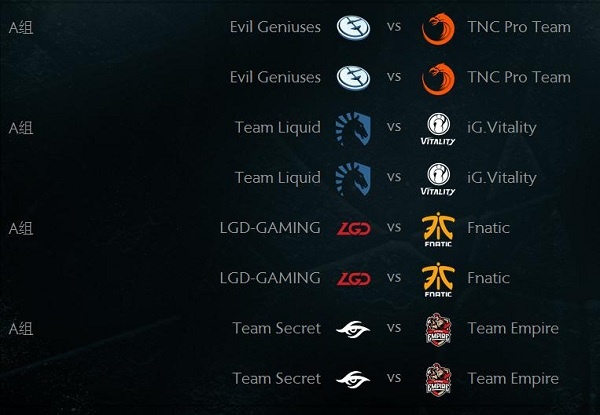 A组 Evil Geniuses vs TNC Pro Team
Evil Geniuses vs TNC Pro Team
A组 Team Liquid vs VITALITY iG.Vitality
Team Liquid vs VITALITY iG.Vitality
A组 LGD-GAMING LGD vs FNATIC Fnatic
LGD-GAMING LGD vs FNATIC Fnatic
A组 Team Secret vs EMPIRE Team Empire
Team Secret vs EMPIRE Team Empire